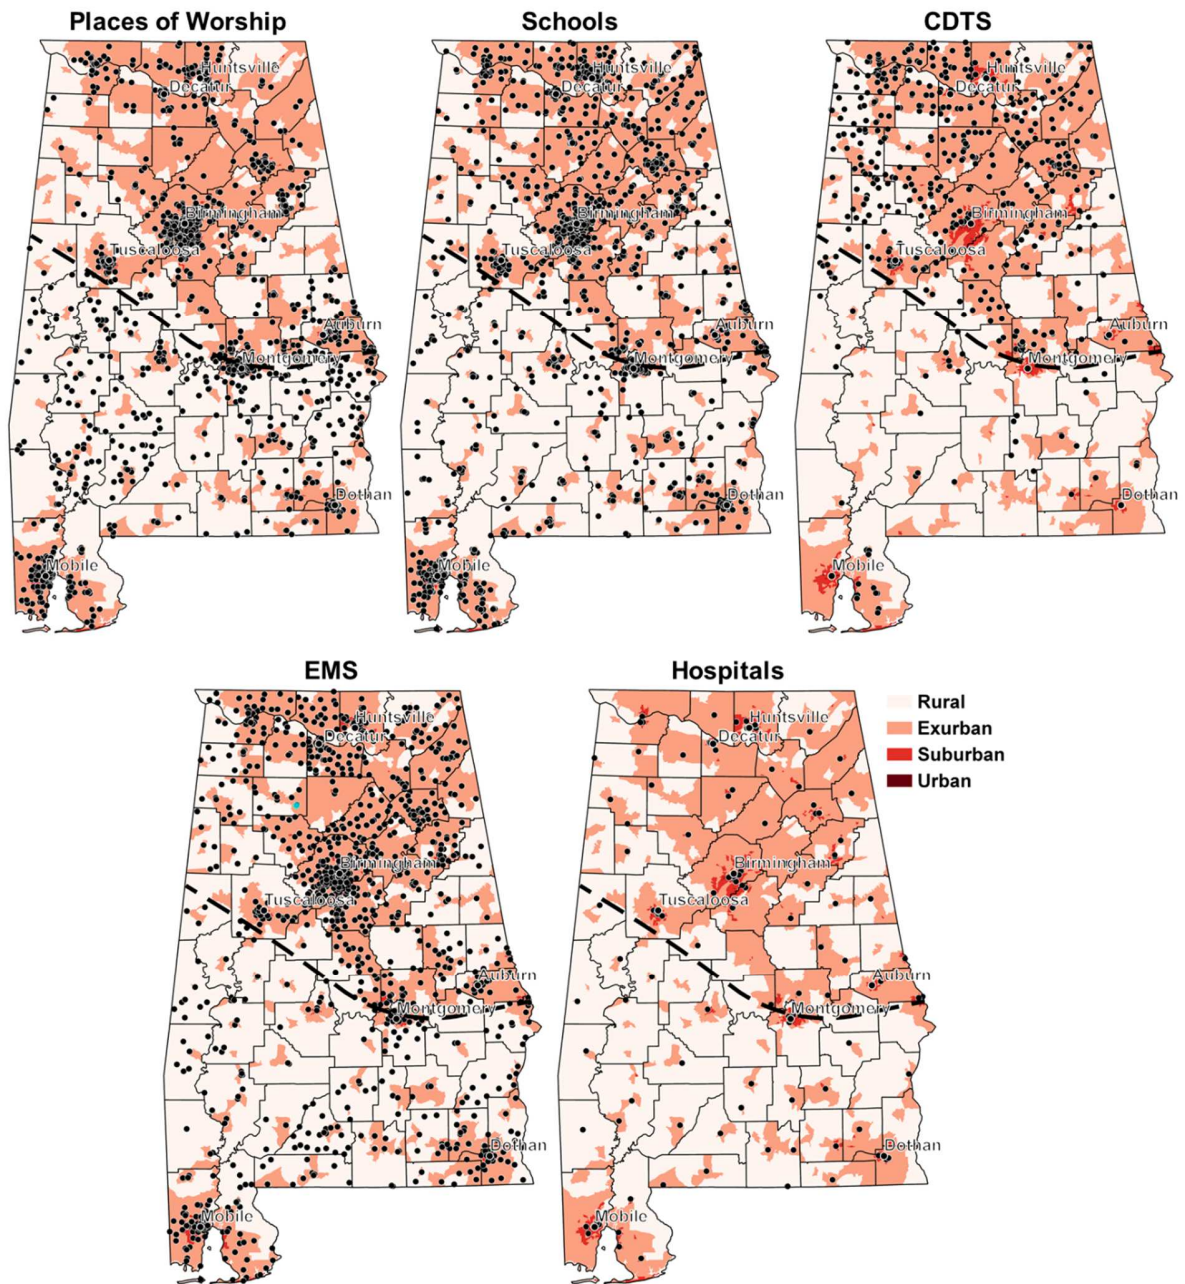 Places of Worship
Huntsville
Decatur
Birmingham
Tuscaloosa
Auburn
Montgomery
Dothan
Mobile
Schools
Huntsville
Decatur
Birmingham
Tuscaloosa
Auburn
Montgomery
Dothan
Mobile
CDTS
Huntsville
Decatur
Birmingham
Tuscaloosa
Auburn
Montgomery
Dothan
Mobile
EMS
Huntsville
Decatur
Birmingham
Tuscaloosa
Auburn
Montgomery
Dothan
Mobile
Hospitals
Huntsville
Decatur
Birmingham
Tuscaloosa
Auburn
Montgomery
Dothan
Mobile
Rural
Exurban
Suburban
Urban